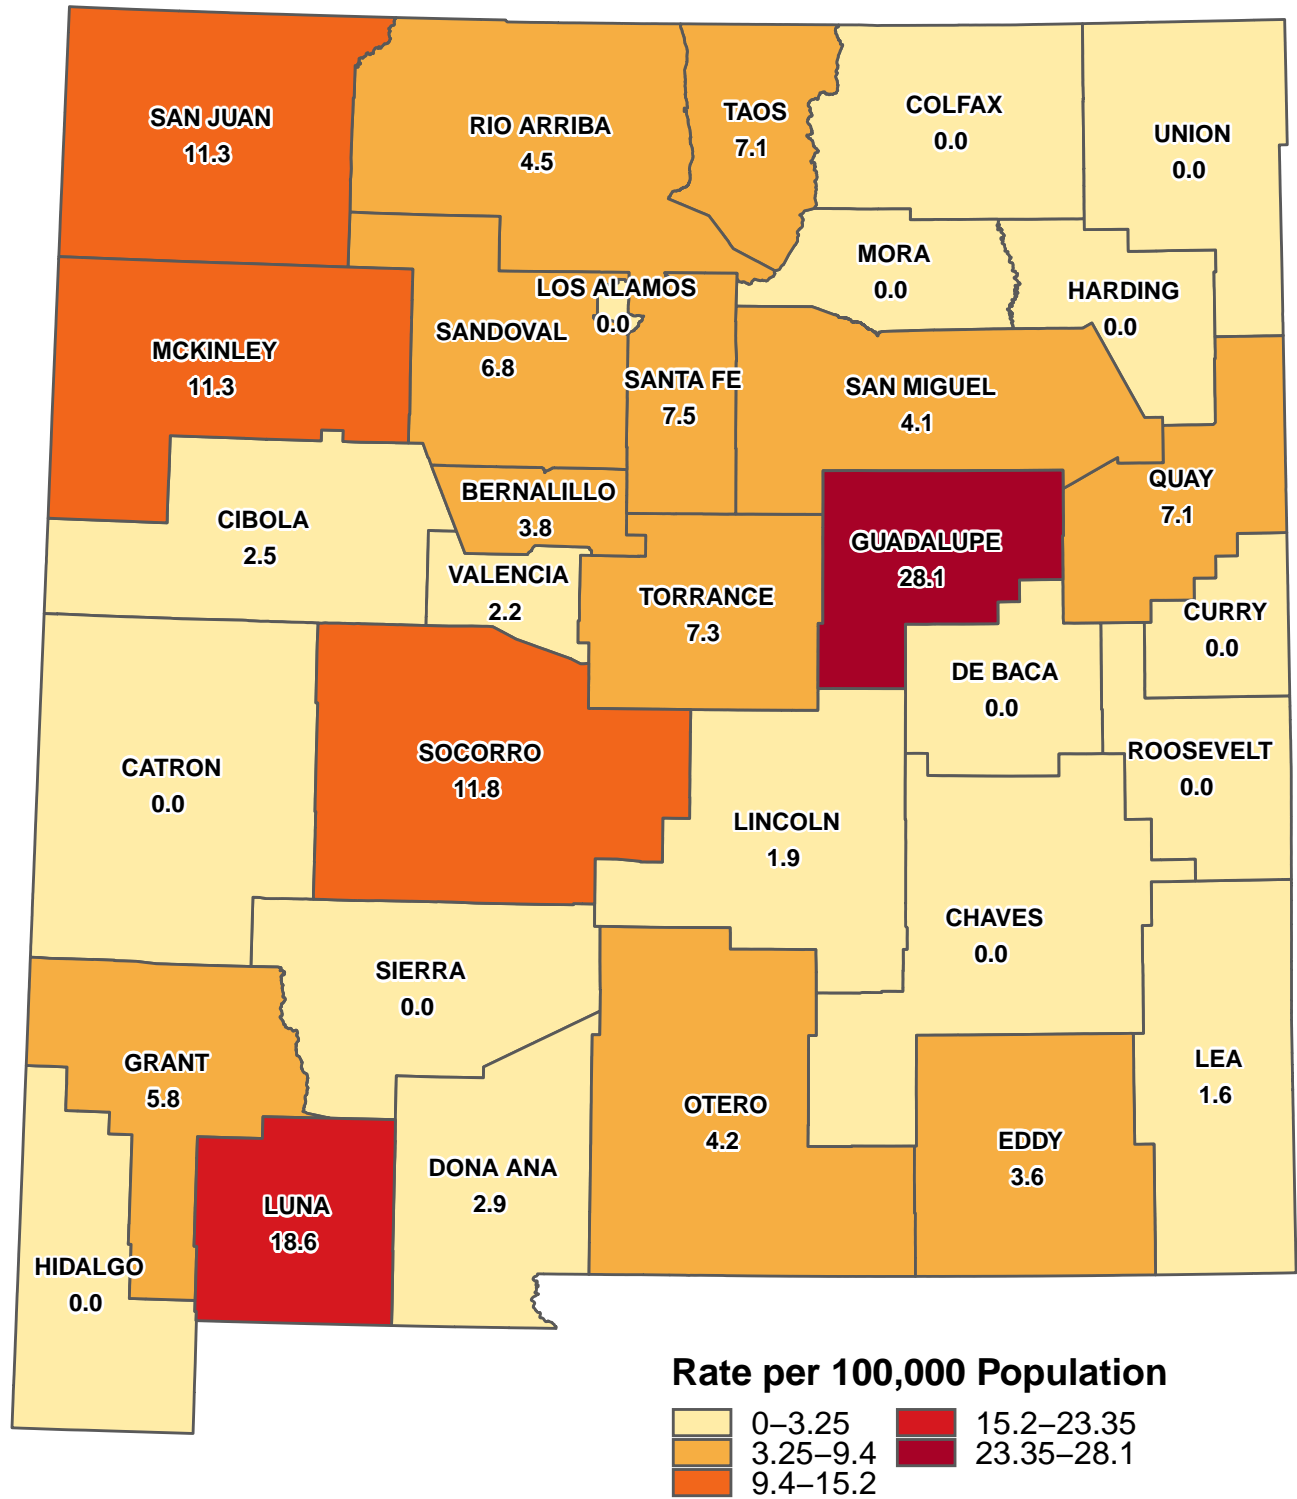 SAN JUAN
11.3
RIO ARRIBA
4.5
TAOS
7.1
COLFAX
0.0
UNION
0.0
MORA
0.0
HARDING
0.0
LOS ALAMOS
0.0
SANDOVAL
6.8
MCKINLEY
11.3
SANTA FE
7.5
SAN MIGUEL
4.1
QUAY
7.1
BERNALILLO
3.8
CIBOLA
2.5
GUADALUPE
28.1
VALENCIA
2.2
TORRANCE
7.3
CURRY
0.0
DE BACA
0.0
ROOSEVELT
0.0
SOCORRO
11.8
CATRON
0.0
LINCOLN
1.9
CHAVES
0.0
SIERRA
0.0
GRANT
5.8
LEA
1.6
OTERO
4.2
EDDY
3.6
DONA ANA
2.9
LUNA
18.6
HIDALGO
0.0
Rate per 100,000 Population
0–3.25
3.25–9.4
9.4–15.2
15.2–23.35
23.35–28.1